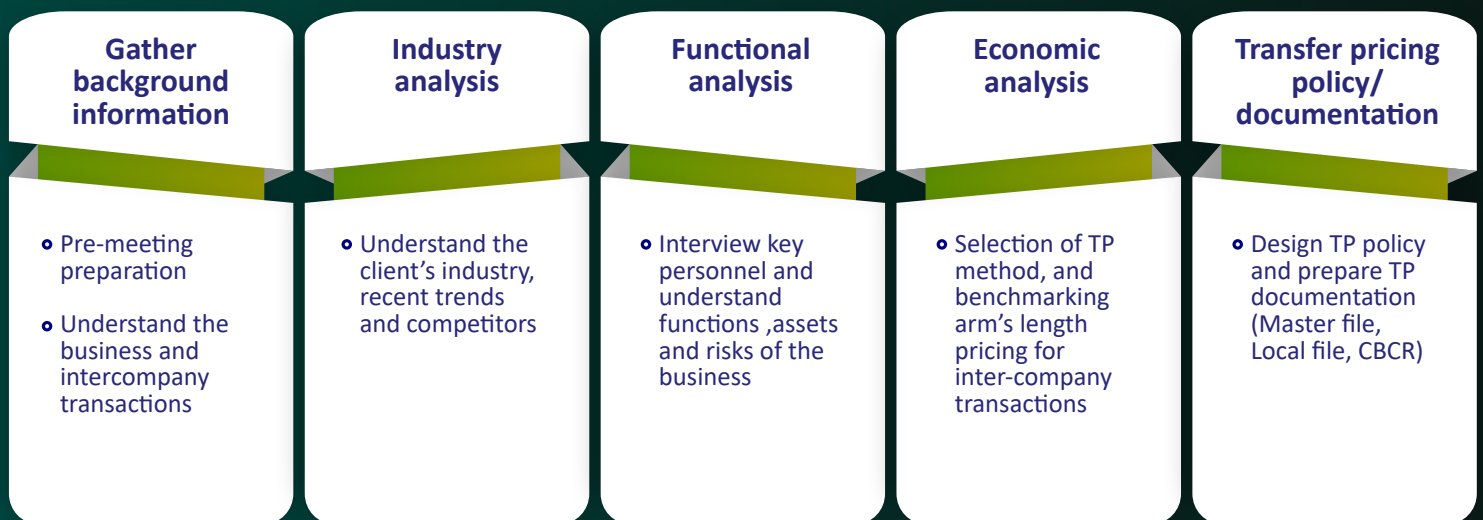 Gather
background
information
Pre-meeting
preparation
Understand the
business and
intercompany
transactions
Industry
analysis
Understand the
client’s industry,
recent trends
and competitors
Functional
analysis
Interview key
personnel and
understand
functions ,assets
and risks of the
business
Economic
analysis
Selection of TP
method, and
benchmarking
arm’s length
pricing for
inter-company
transactions
Transfer pricing
policy/
documentation
Design TP policy
and prepare TP
documentation
(Master file,
Local file, CBCR)